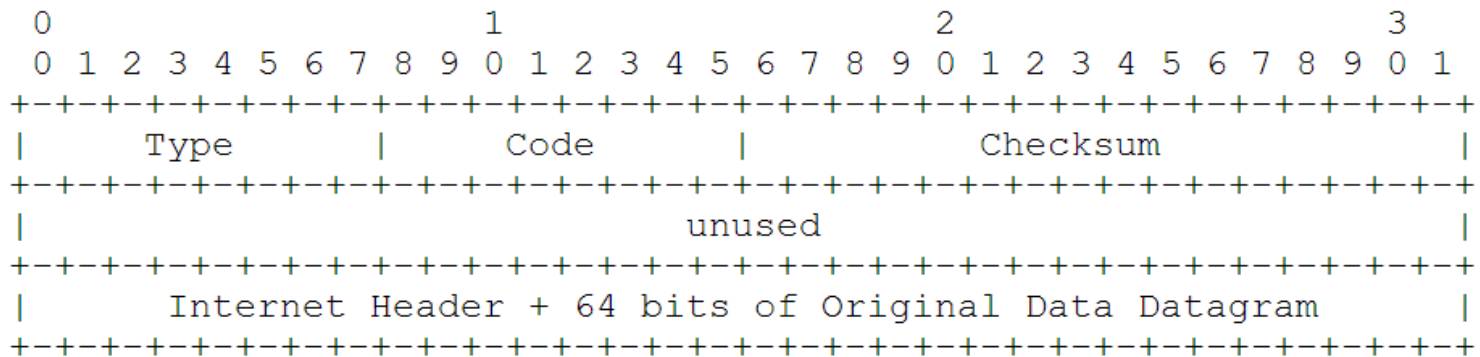 0                   1                   2                   3
 0 1 2 3 4 5 6 7 8 9 0 1 2 3 4 5 6 7 8 9 0 1 2 3 4 5 6 7 8 9 0 1
+-+-+-+-+-+-+-+-+-+-+-+-+-+-+-+-+-+-+-+-+-+-+-+-+-+-+-+-+-+-+-+-+
|     Type      |     Code      |          Checksum             |
+-+-+-+-+-+-+-+-+-+-+-+-+-+-+-+-+-+-+-+-+-+-+-+-+-+-+-+-+-+-+-+-+
|                             unused                            |
+-+-+-+-+-+-+-+-+-+-+-+-+-+-+-+-+-+-+-+-+-+-+-+-+-+-+-+-+-+-+-+-+
|      Internet Header + 64 bits of Original Data Datagram      |
+-+-+-+-+-+-+-+-+-+-+-+-+-+-+-+-+-+-+-+-+-+-+-+-+-+-+-+-+-+-+-+-+